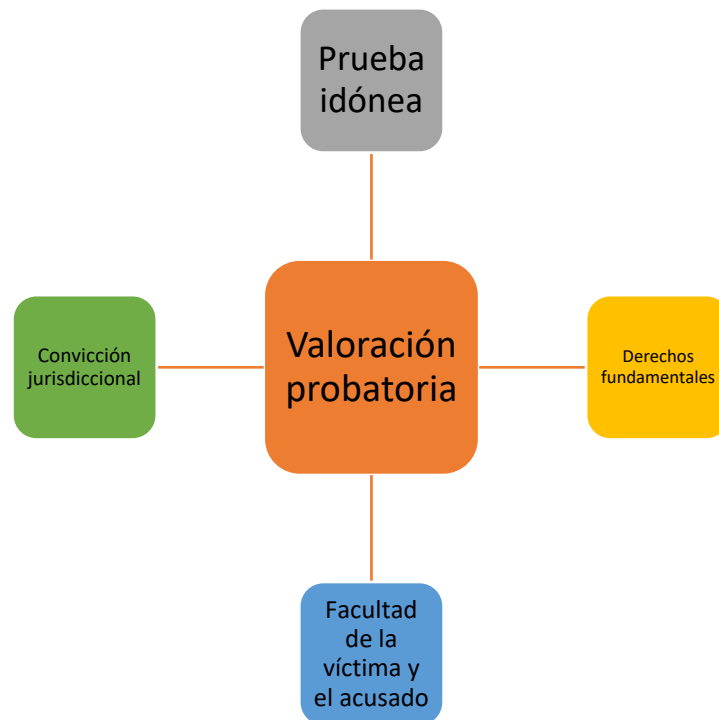 Prueba
idónea
Convicción
jurisdiccional
Valoración
probatoria
Derechos
fundamentales
Facultad
de la
víctima y
el acusado